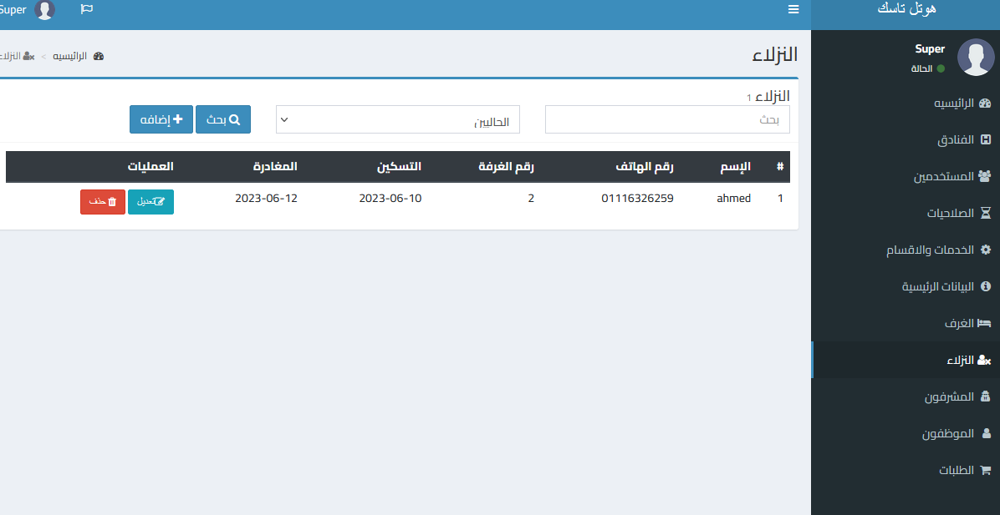 هوتل تاسك
Super
Super
الحالة
الرائيسيه
الفنادق
المستخدمين
الصلاحيات
الخدمات والاقسام
البيانات الرئيسية
الغرف
النزلاء
المشرفون
الموظفون
الطلبات
النزلاء
الرائيسيه > النزلاء
النزلاء 1
بحث
الحاليين
بحث
إضافه
# الإسم رقم الهاتف رقم الغرفة التسكين المغادرة العمليات
1 ahmed 01116326259 2 2023-06-10 2023-06-12 تعديل حذف